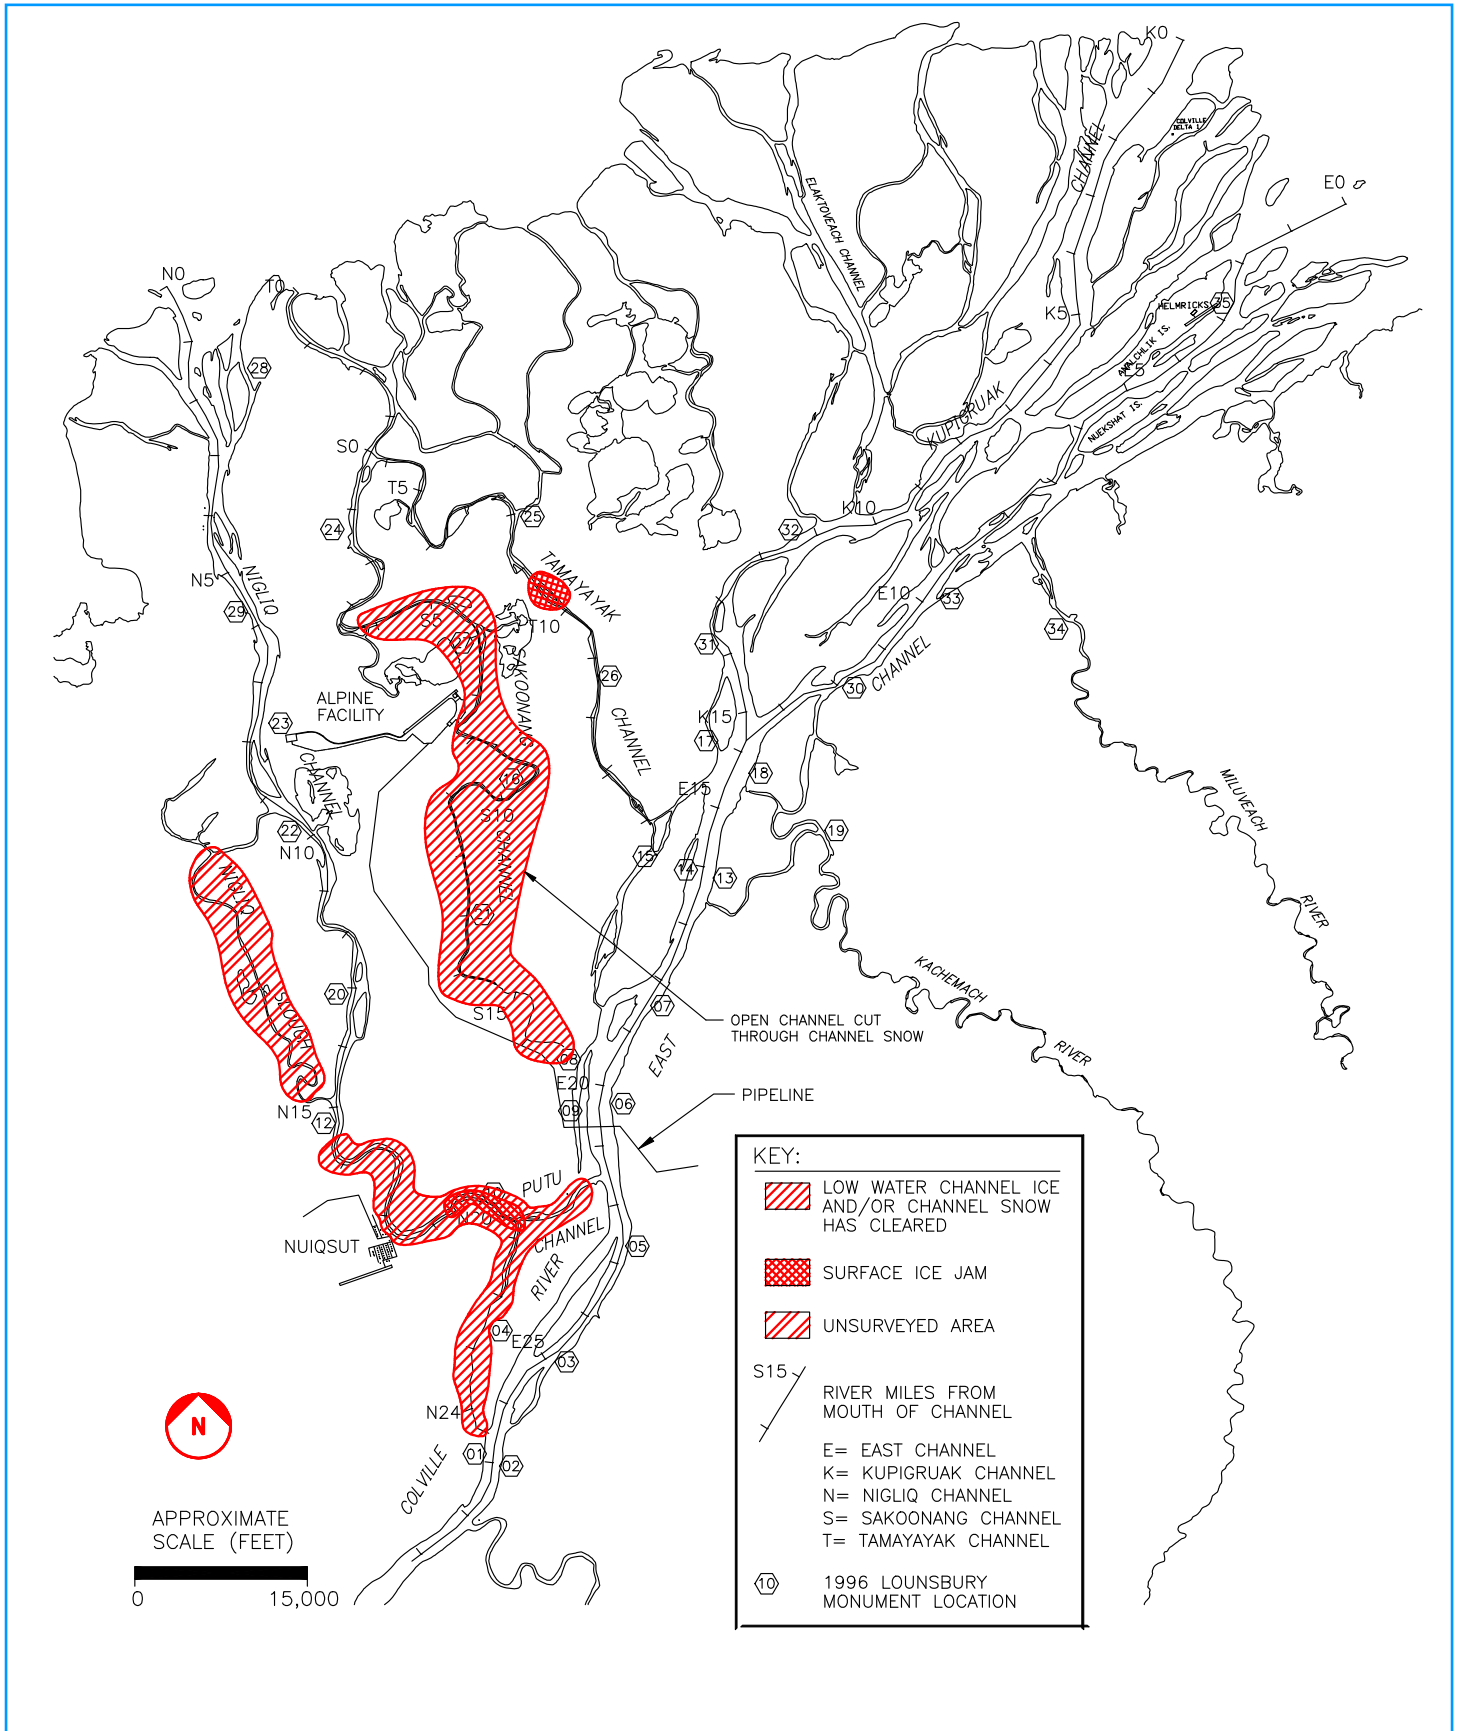 K0
COLVILLE
DELTA 1
CHANNEL
E0
ELAKTOVEACH CHANNEL
N0
T0
K5
HELMRICKS
35
ANACHLIK IS.
28
KUPIGRUAK
NUEKSHAT IS.
S0
T5
K10
24
25
32
TAMAYAYAK
N5
NIGLIQ
29
E10
33
S5
T10
34
27
31
SAKOONANG
26
CHANNEL
30
ALPINE
FACILITY
23
CHANNEL
K15
17
CHANNEL
16
18
E15
MILUVEACH
S10
CHANNEL
22
N10
19
15
14
13
NIGLIQ
RIVER
21
KACHEMACH
20
SLOUGH
S15
07
OPEN CHANNEL CUT
THROUGH CHANNEL SNOW
EAST
RIVER
08
E20
PIPELINE
09
06
N15
12
PUTU
N20
CHANNEL
NUIQSUT
05
RIVER
04
E25
03
N24
01
02
COLVILLE
N
APPROXIMATE
SCALE (FEET)
0
15,000
KEY:
LOW WATER CHANNEL ICE
AND/OR CHANNEL SNOW
HAS CLEARED
SURFACE ICE JAM
UNSURVEYED AREA
S15
RIVER MILES FROM
MOUTH OF CHANNEL
E= EAST CHANNEL
K= KUPIGRUAK CHANNEL
N= NIGLIQ CHANNEL
S= SAKOONANG CHANNEL
T= TAMAYAYAK CHANNEL
10
1996 LOUNSBURY
MONUMENT LOCATION